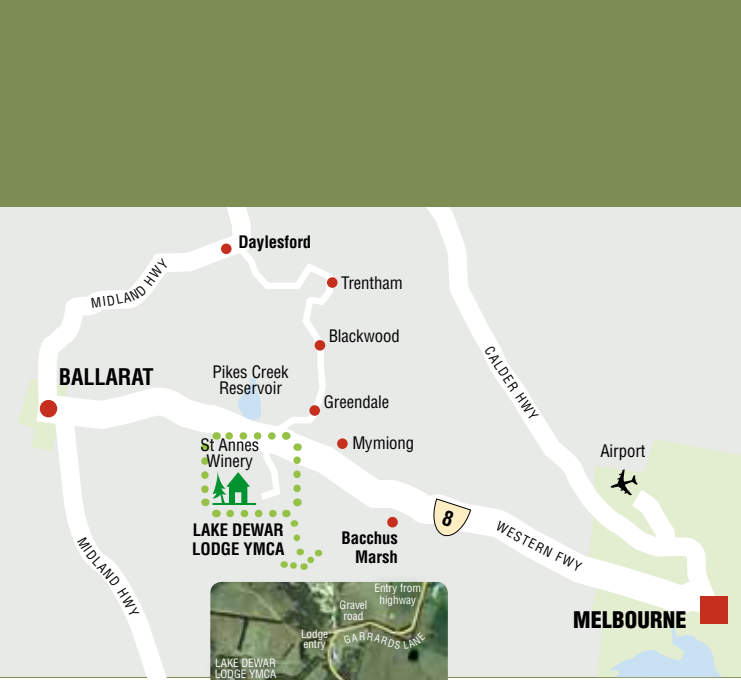 Daylesford
MIDLAND HWY
Trentham
Blackwood
CALDER HWY
BALLARAT
Pikes Creek
Reservoir
Greendale
Mymiong
St Annes
Winery
Airport
8
LAKE DEWAR
LODGE YMCA
Bacchus
Marsh
WESTERN FWY
MIDLAND HWY
MELBOURNE
Entry from
highway
Gravel
road
Lodge
entry
GARRARDS LANE
LAKE DEWAR
LODGE YMCA